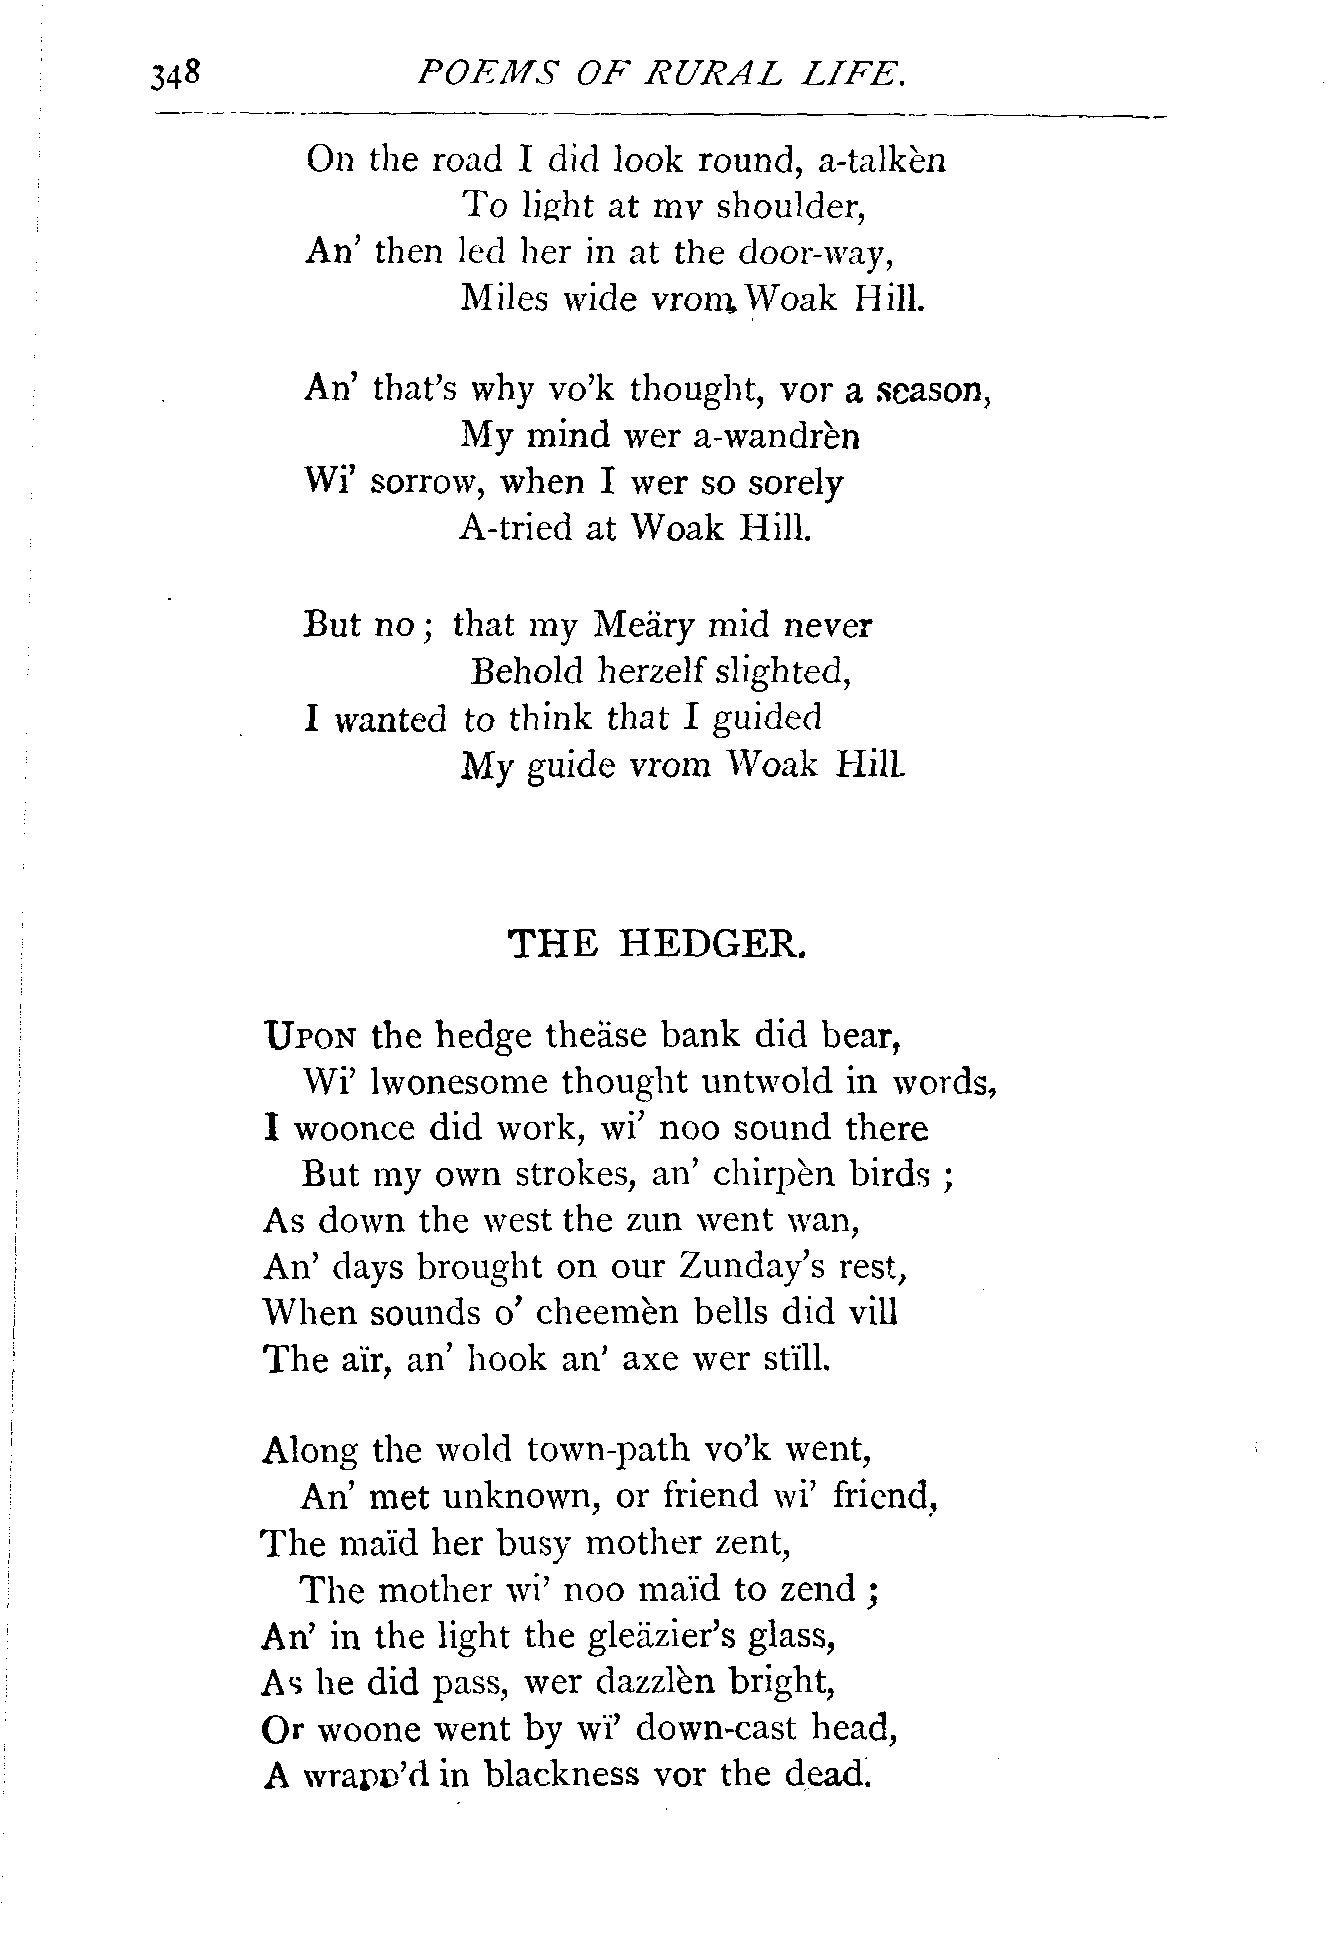 348 POEMS OF RURAL LIFE.
On the road I did look round, a-talkèn
To light at my shoulder,
An’ then led her in at the door-way,
Miles wide vrom Woak Hill.
An’ that’s why vo’k thought, vor a season,
My mind wer a-wandrèn
Wi’ sorrow, when I wer so sorely
A-tried at Woak Hill.
But no ; that my Meäry mid never
Behold herzelf slighted,
I wanted to think that I guided
My guide vrom Woak Hill.
THE HEDGER.
UPON the hedge theäse bank did bear,
Wi’ lwonesome thought untwold in words,
I woonce did work, wi’ noo sound there
But my own strokes, an’ chirpèn birds ;
As down the west the zun went wan,
An’ days brought on our Zunday’s rest,
When sounds o’ cheemèn bells did vill
The aïr, an’ hook an’ axe wer stïll.
Along the wold town-path vo’k went,
An’ met unknown, or friend wi’ friend,
The maïd her busy mother zent,
The mother wi’ noo maïd to zend ;
An’ in the light the gleäzier’s glass,
As he did pass, wer dazzlèn bright,
Or woone went by wï’ down-cast head,
A wrapp’d in blackness vor the dead.